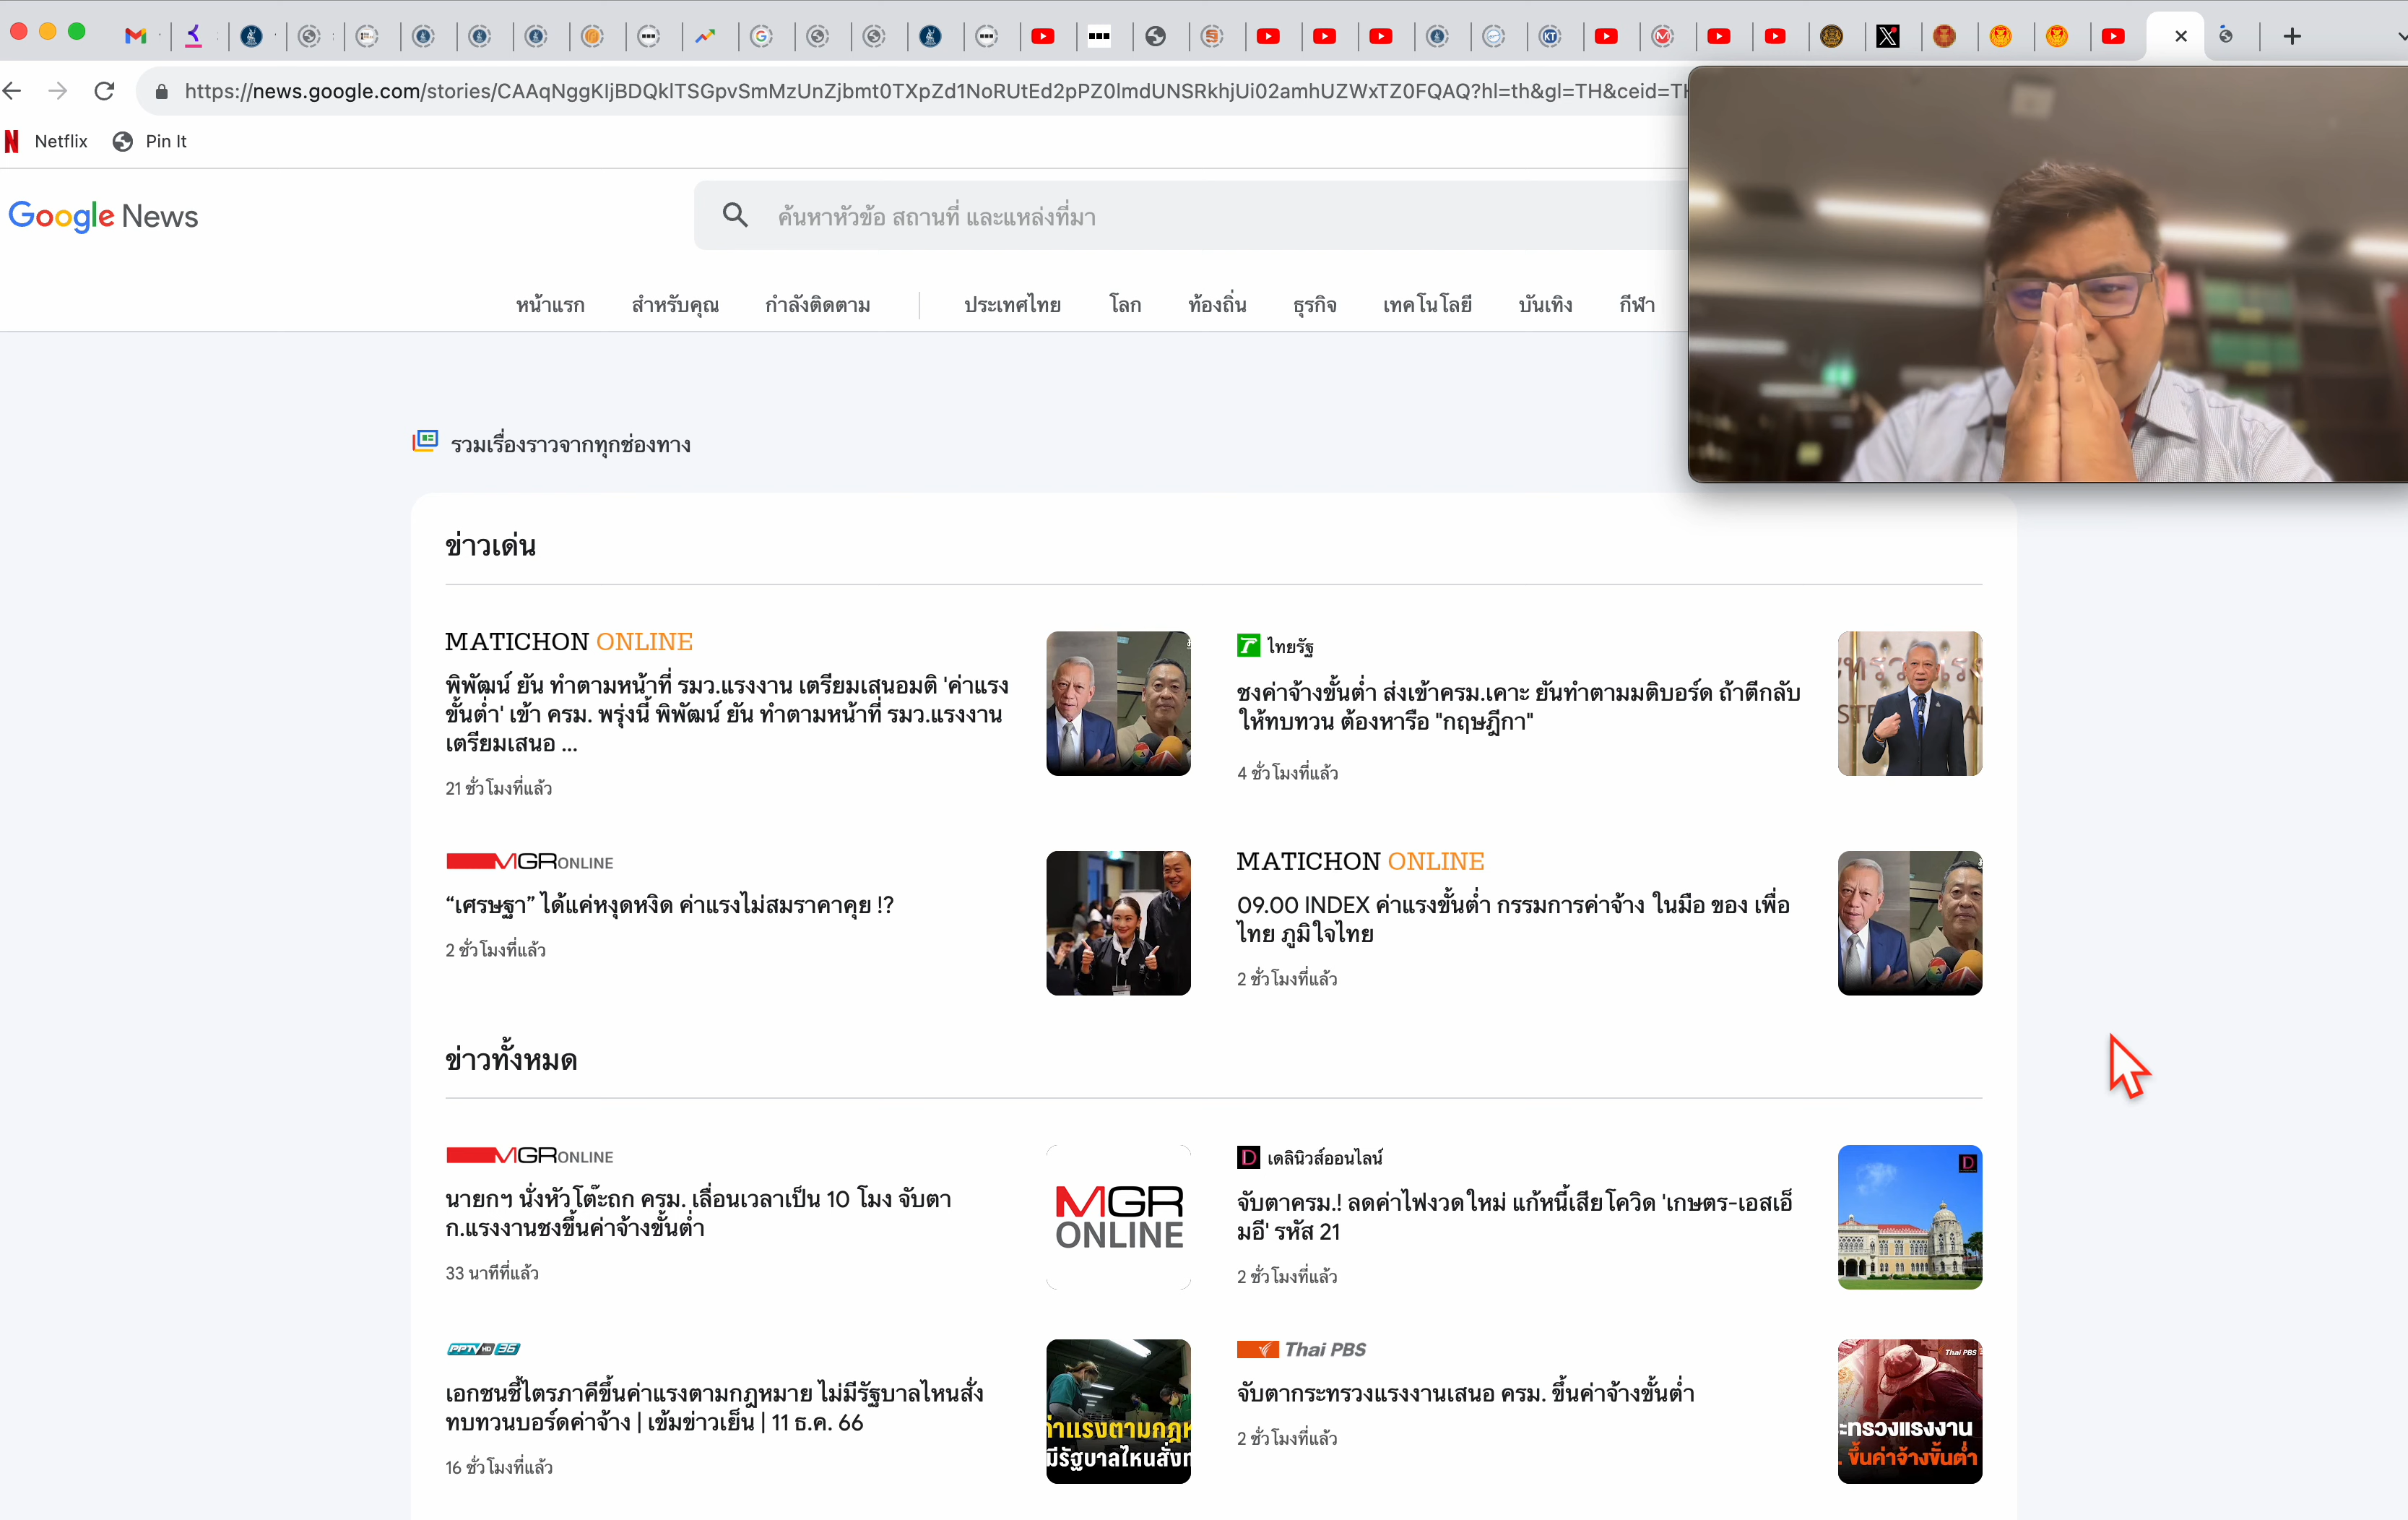 https://news.google.com/stories/
Netflix
Pin It
Google News
ค้นหาหัวข้อ สถานที่ และแหล่งที่มา
หน้าแรก สำหรับคุณ กำลังติดตาม ประเทศไทย โลก ท้องถิ่น ธุรกิจ เทคโนโลยี บันเทิง กีฬา
รวมเรื่องราวจากทุกช่องทาง
ข่าวเด่น
MATICHON ONLINE
พิพัฒน์ ยัน ทำตามหน้าที่ รมว.แรงงาน เตรียมเสนอมติ 'ค่าแรง
ขั้นต่ำ' เข้า ครม. พรุ่งนี้ พิพัฒน์ ยัน ทำตามหน้าที่ รมว.แรงงาน
เตรียมเสนอ ...
21 ชั่วโมงที่แล้ว
ไทยรัฐ
ชงค่าจ้างขั้นต่ำ ส่งเข้าครม.เคาะ ยันทำตามมติบอร์ด ถ้าตีกลับ
ให้ทบทวน ต้องหารือ "กฤษฎีกา"
4 ชั่วโมงที่แล้ว
MGR ONLINE
“เศรษฐา” ได้แค่หงุดหงิด ค่าแรงไม่สมราคาคุย !?
2 ชั่วโมงที่แล้ว
MATICHON ONLINE
09.00 INDEX ค่าแรงขั้นต่ำ กรรมการค่าจ้าง ในมือ ของ เพื่อ
ไทย ภูมิใจไทย
2 ชั่วโมงที่แล้ว
ข่าวทั้งหมด
MGR ONLINE
นายกฯ นั่งหัวโต๊ะถก ครม. เลื่อนเวลาเป็น 10 โมง จับตา
ก.แรงงานชงขึ้นค่าจ้างขั้นต่ำ
33 นาทีที่แล้ว
MGR
ONLINE
D เดลินิวส์ออนไลน์
จับตาครม.! ลดค่าไฟงวดใหม่ แก้หนี้เสียโควิด 'เกษตร-เอสเอ็
มอี' รหัส 21
2 ชั่วโมงที่แล้ว
D
PPTV HD 36
เอกชนชี้ไตรภาคีขึ้นค่าแรงตามกฎหมาย ไม่มีรัฐบาลไหนสั่ง
ทบทวนบอร์ดค่าจ้าง | เข้มข่าวเย็น | 11 ธ.ค. 66
16 ชั่วโมงที่แล้ว
Thai PBS
จับตากระทรวงแรงงานเสนอ ครม. ขึ้นค่าจ้างขั้นต่ำ
2 ชั่วโมงที่แล้ว
Thai PBS
ะทรวงแรงงาน
. ขึ้นค่าจ้างขั้นต่ำ